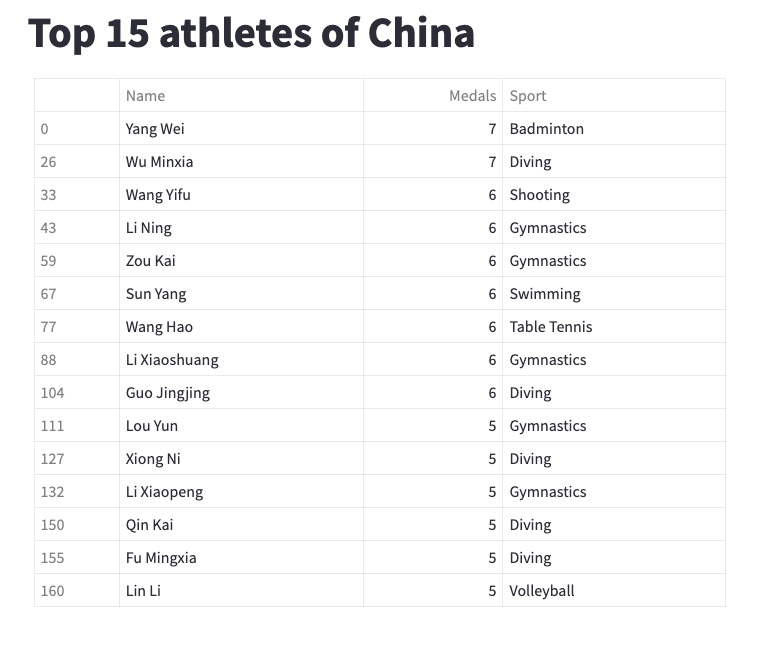 Top 15 athletes of China
Name Medals Sport
0 Yang Wei 7 Badminton
26 Wu Minxia 7 Diving
33 Wang Yifu 6 Shooting
43 Li Ning 6 Gymnastics
59 Zou Kai 6 Gymnastics
67 Sun Yang 6 Swimming
77 Wang Hao 6 Table Tennis
88 Li Xiaoshuang 6 Gymnastics
104 Guo Jingjing 6 Diving
111 Lou Yun 5 Gymnastics
127 Xiong Ni 5 Diving
132 Li Xiaopeng 5 Gymnastics
150 Qin Kai 5 Diving
155 Fu Mingxia 5 Diving
160 Lin Li 5 Volleyball